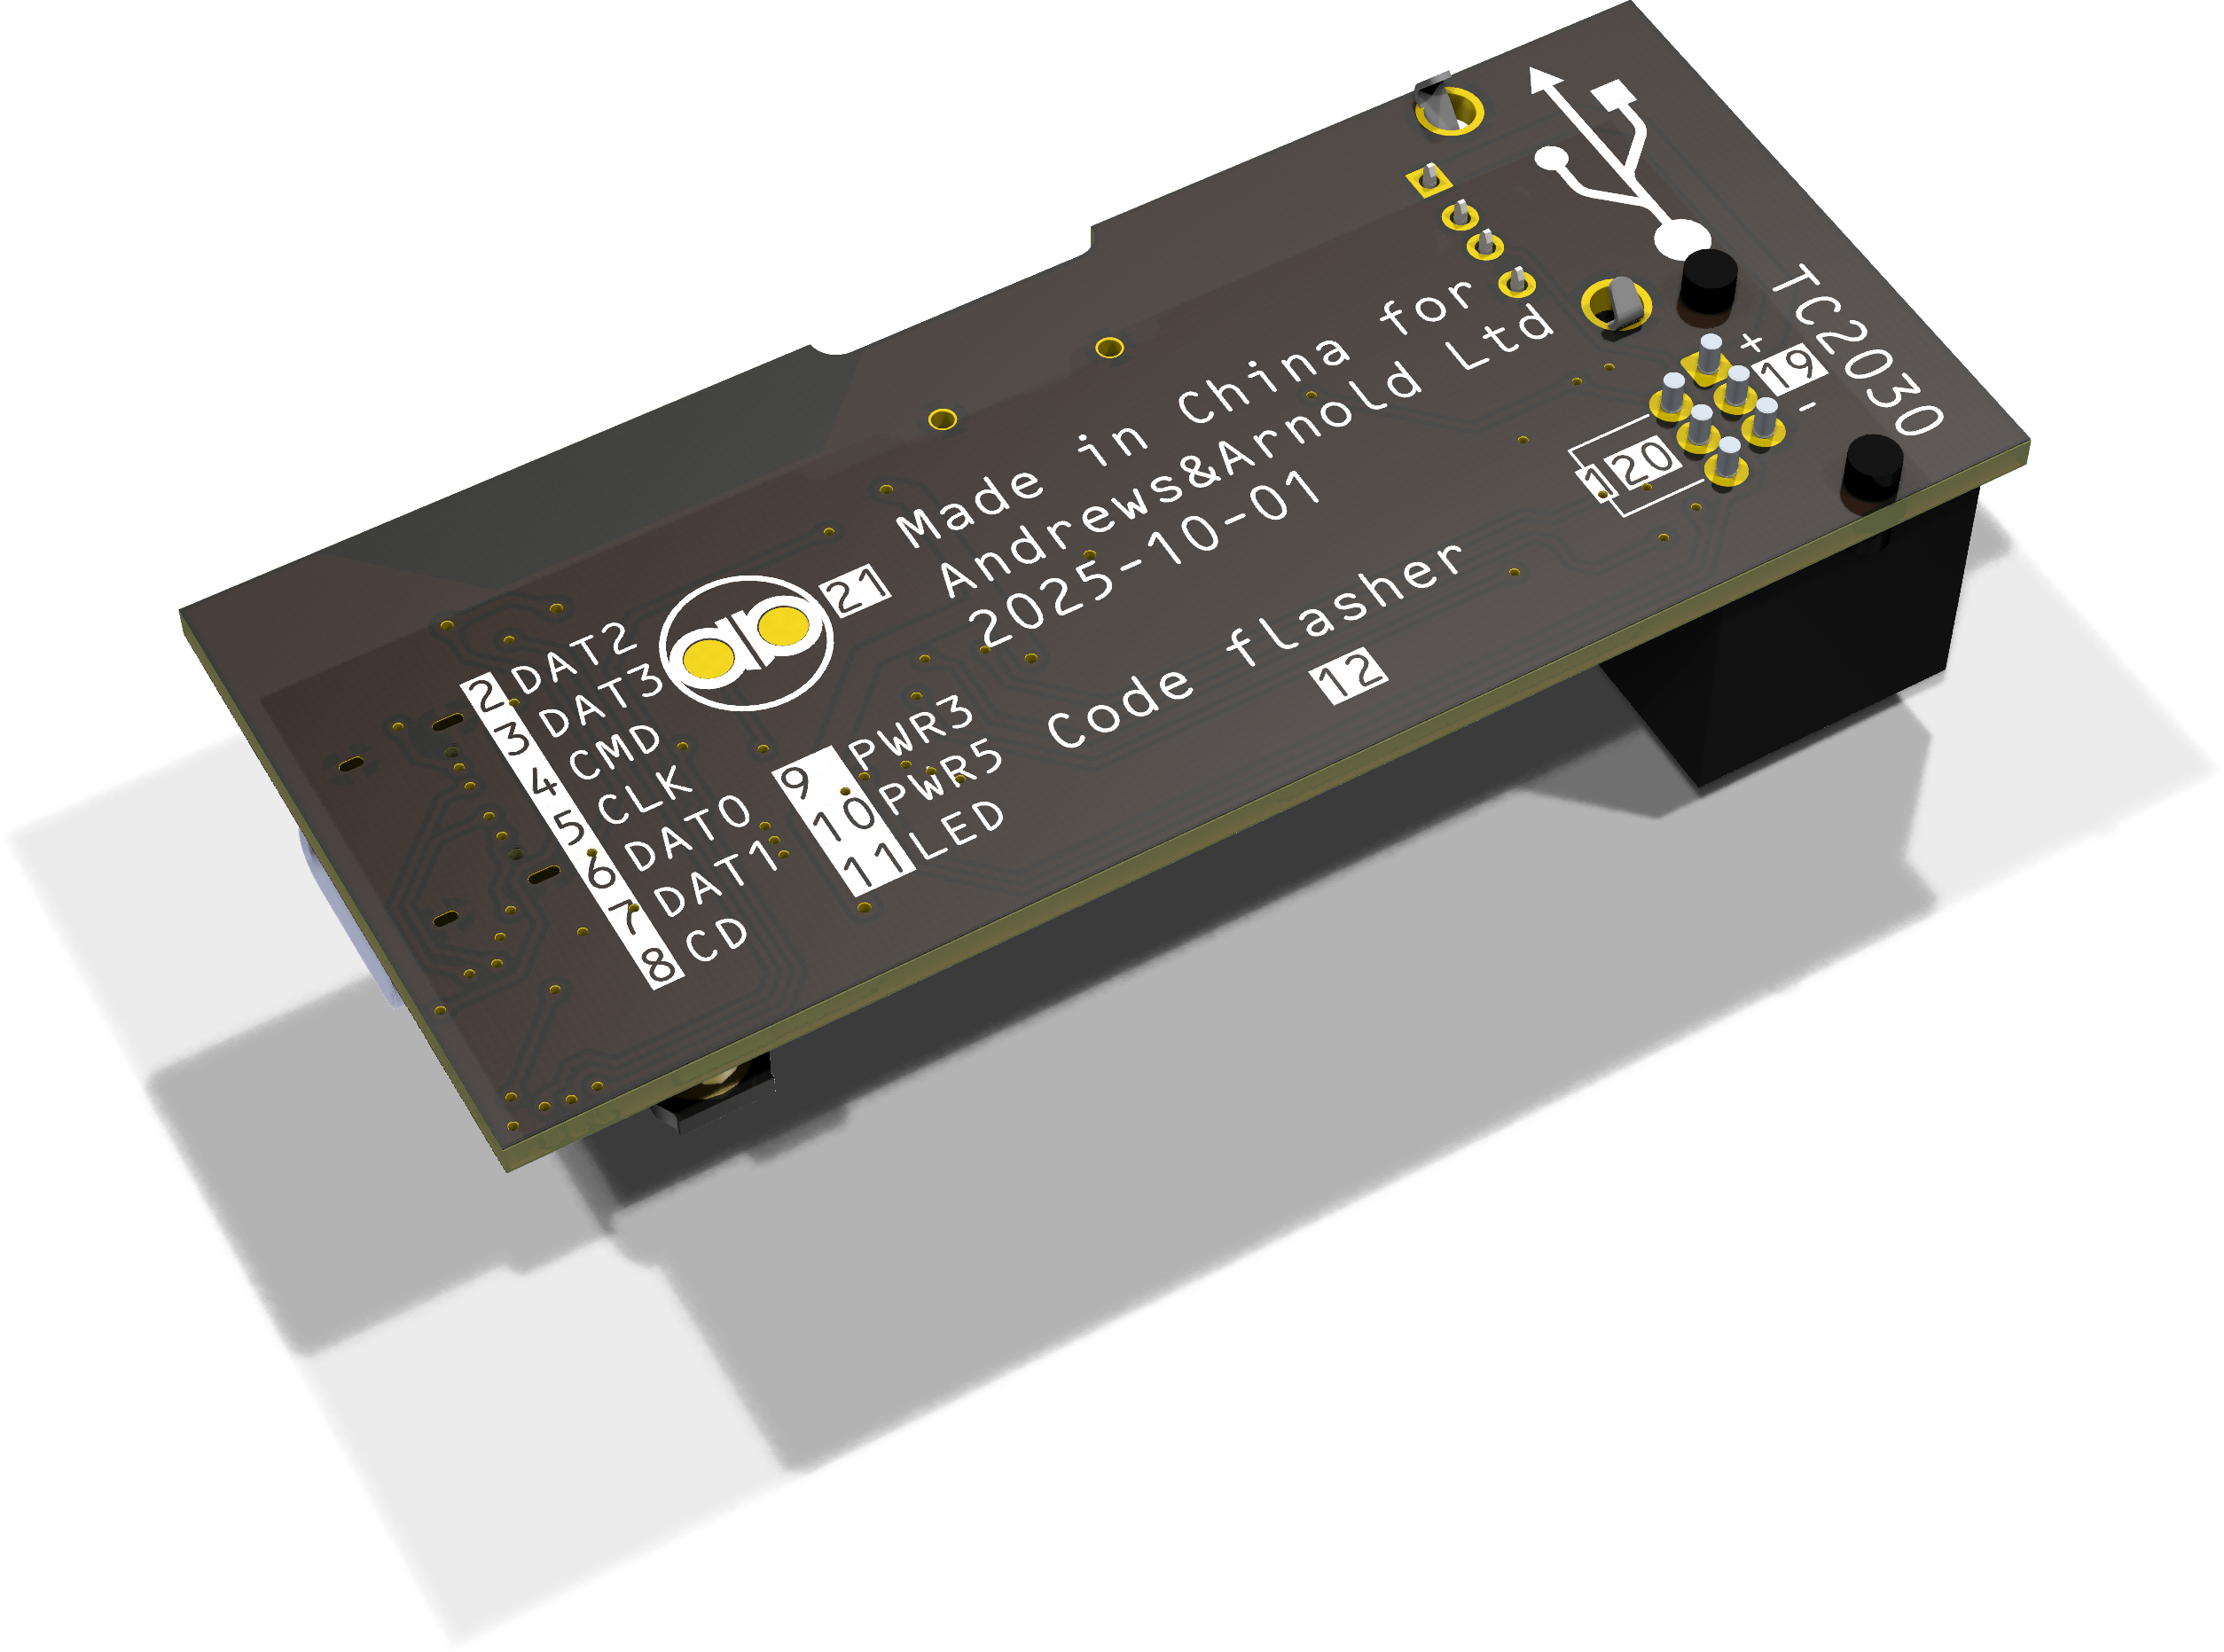 TC2030
+
19
-
Made in China for
Andrews&Arnold Ltd
2025-10-01
1
20
21
Code flasher
12
2 DAT2
3 DAT3
4 CMD
5 CLK
6 DAT0
7 DAT1
8 CD
9 PWR3
10 PWR5
11 LED